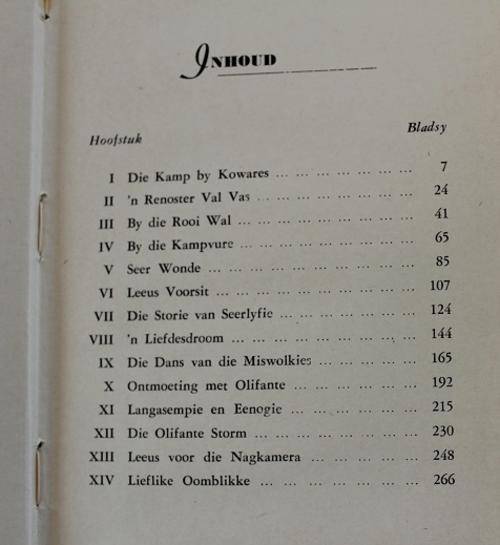 INHOUD
Hoofstuk Bladsy
I Die Kamp by Kowares ... ... ... ... ... ... 7
II 'n Renoster Val Vas ... ... ... ... ... ... ... 24
III By die Rooi Wal ... ... ... ... ... ... ... ... 41
IV By die Kampvure ... ... ... ... ... ... ... ... 65
V Seer Wonde ... ... ... ... ... ... ... ... ... 85
VI Leeus Voorsit ... ... ... ... ... ... ... ... 107
VII Die Storie van Seerlyfie ... ... ... ... ... ... 124
VIII 'n Liefdesdroom ... ... ... ... ... ... ... ... 144
IX Die Dans van die Miswolkies ... ... ... ... ... 165
X Ontmoeting met Olifante ... ... ... ... ... ... 192
XI Langasempie en Eenogie ... ... ... ... ... ... 215
XII Die Olifante Storm ... ... ... ... ... ... ... 230
XIII Leeus voor die Nagkamera ... ... ... ... ... 248
XIV Lieflike Oomblikke ... ... ... ... ... ... ... 266